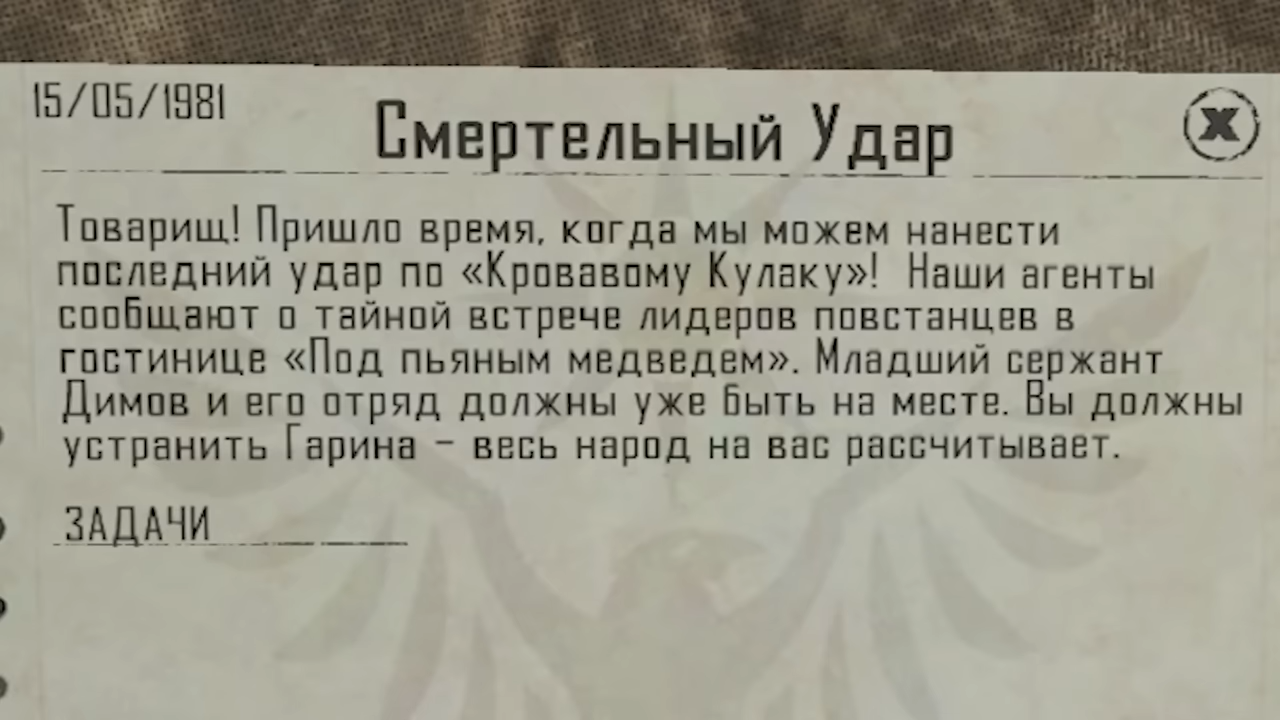 15/05/1981
Смертельный Удар
X
Товарищ! Пришло время, когда мы можем нанести
последний удар по «Кровавому Кулаку»! Наши агенты
сообщают о тайной встрече лидеров повстанцев в
гостинице «Под пьяным медведем». Младший сержант
Димов и его отряд должны уже быть на месте. Вы должны
устранить Гарина – весь народ на вас рассчитывает.
ЗАДАЧИ